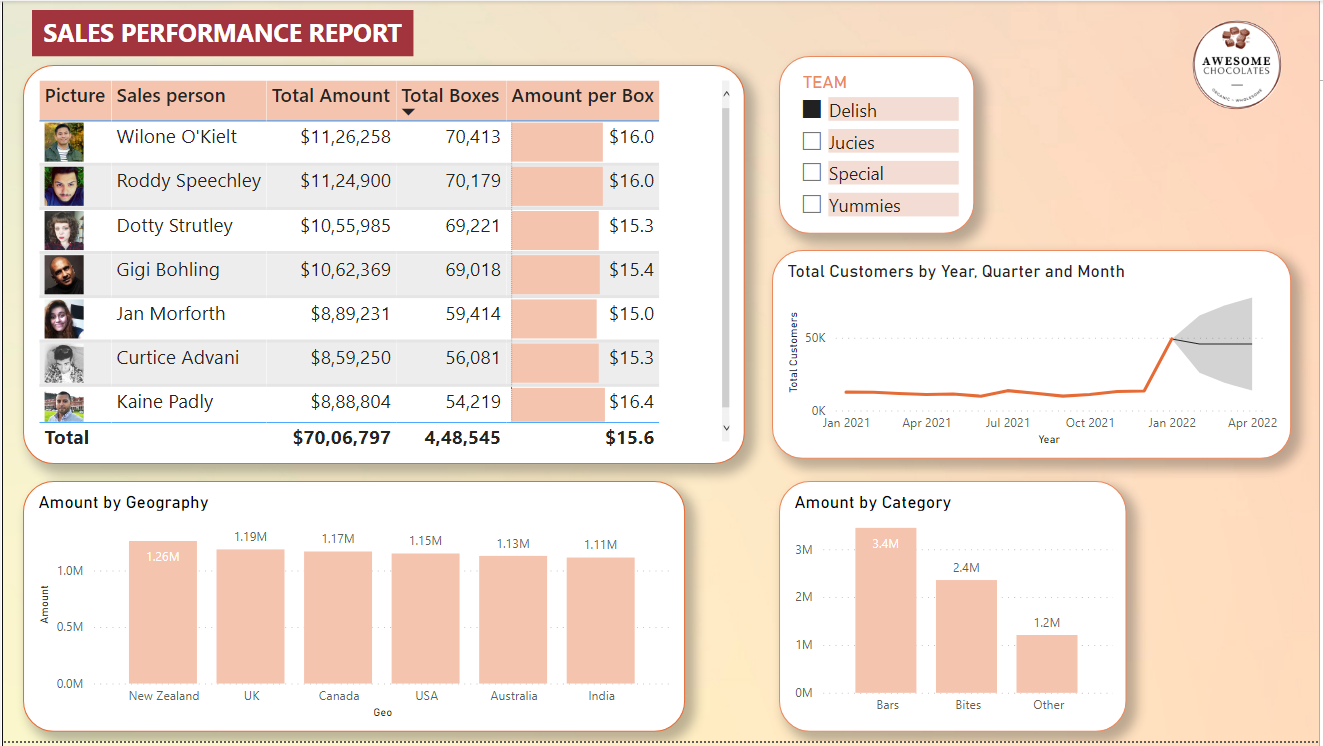 SALES PERFORMANCE REPORT
AWESOME
CHOCOLATES
ORGANIC • WHOLESOME
Picture Sales person Total Amount Total Boxes Amount per Box
Wilone O'Kielt $11,26,258 70,413 $16.0
Roddy Speechley $11,24,900 70,179 $16.0
Dotty Strutley $10,55,985 69,221 $15.3
Gigi Bohling $10,62,369 69,018 $15.4
Jan Morforth $8,89,231 59,414 $15.0
Curtice Advani $8,59,250 56,081 $15.3
Kaine Padly $8,88,804 54,219 $16.4
Total $70,06,797 4,48,545 $15.6
TEAM
Delish
Jucies
Special
Yummies
Total Customers by Year, Quarter and Month
Total Customers
50K
0K
Jan 2021 Apr 2021 Jul 2021 Oct 2021 Jan 2022 Apr 2022
Year
Amount by Geography
Amount
1.0M
0.5M
0.0M
1.26M 1.19M 1.17M 1.15M 1.13M 1.11M
New Zealand UK Canada USA Australia India
Geo
Amount by Category
3M
2M
1M
0M
3.4M 2.4M 1.2M
Bars Bites Other